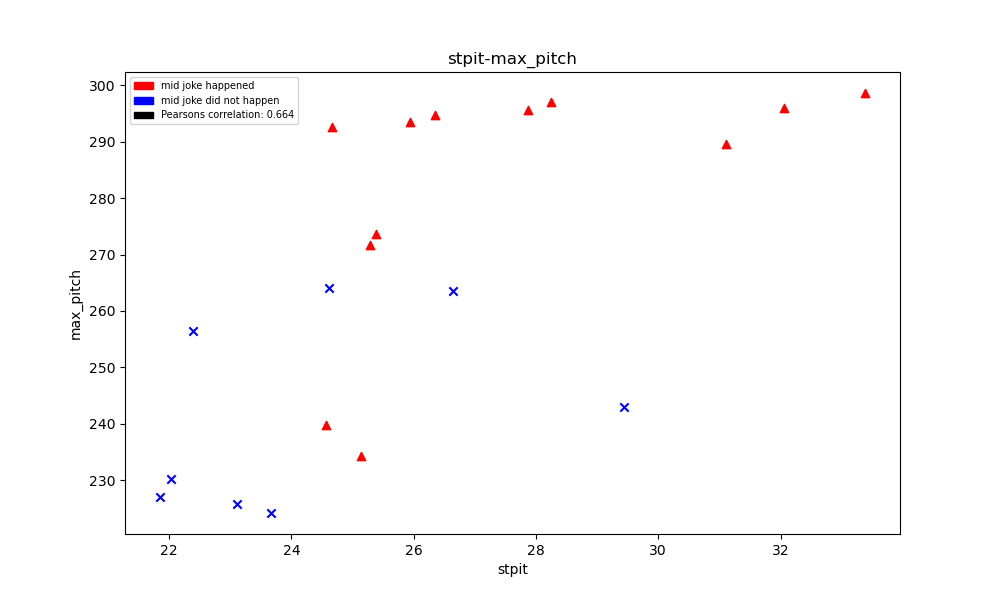 stpit-max_pitch
mid joke happened
mid joke did not happen
Pearsons correlation: 0.664
max_pitch
300
290
280
270
260
250
240
230
22 24 26 28 30 32
stpit